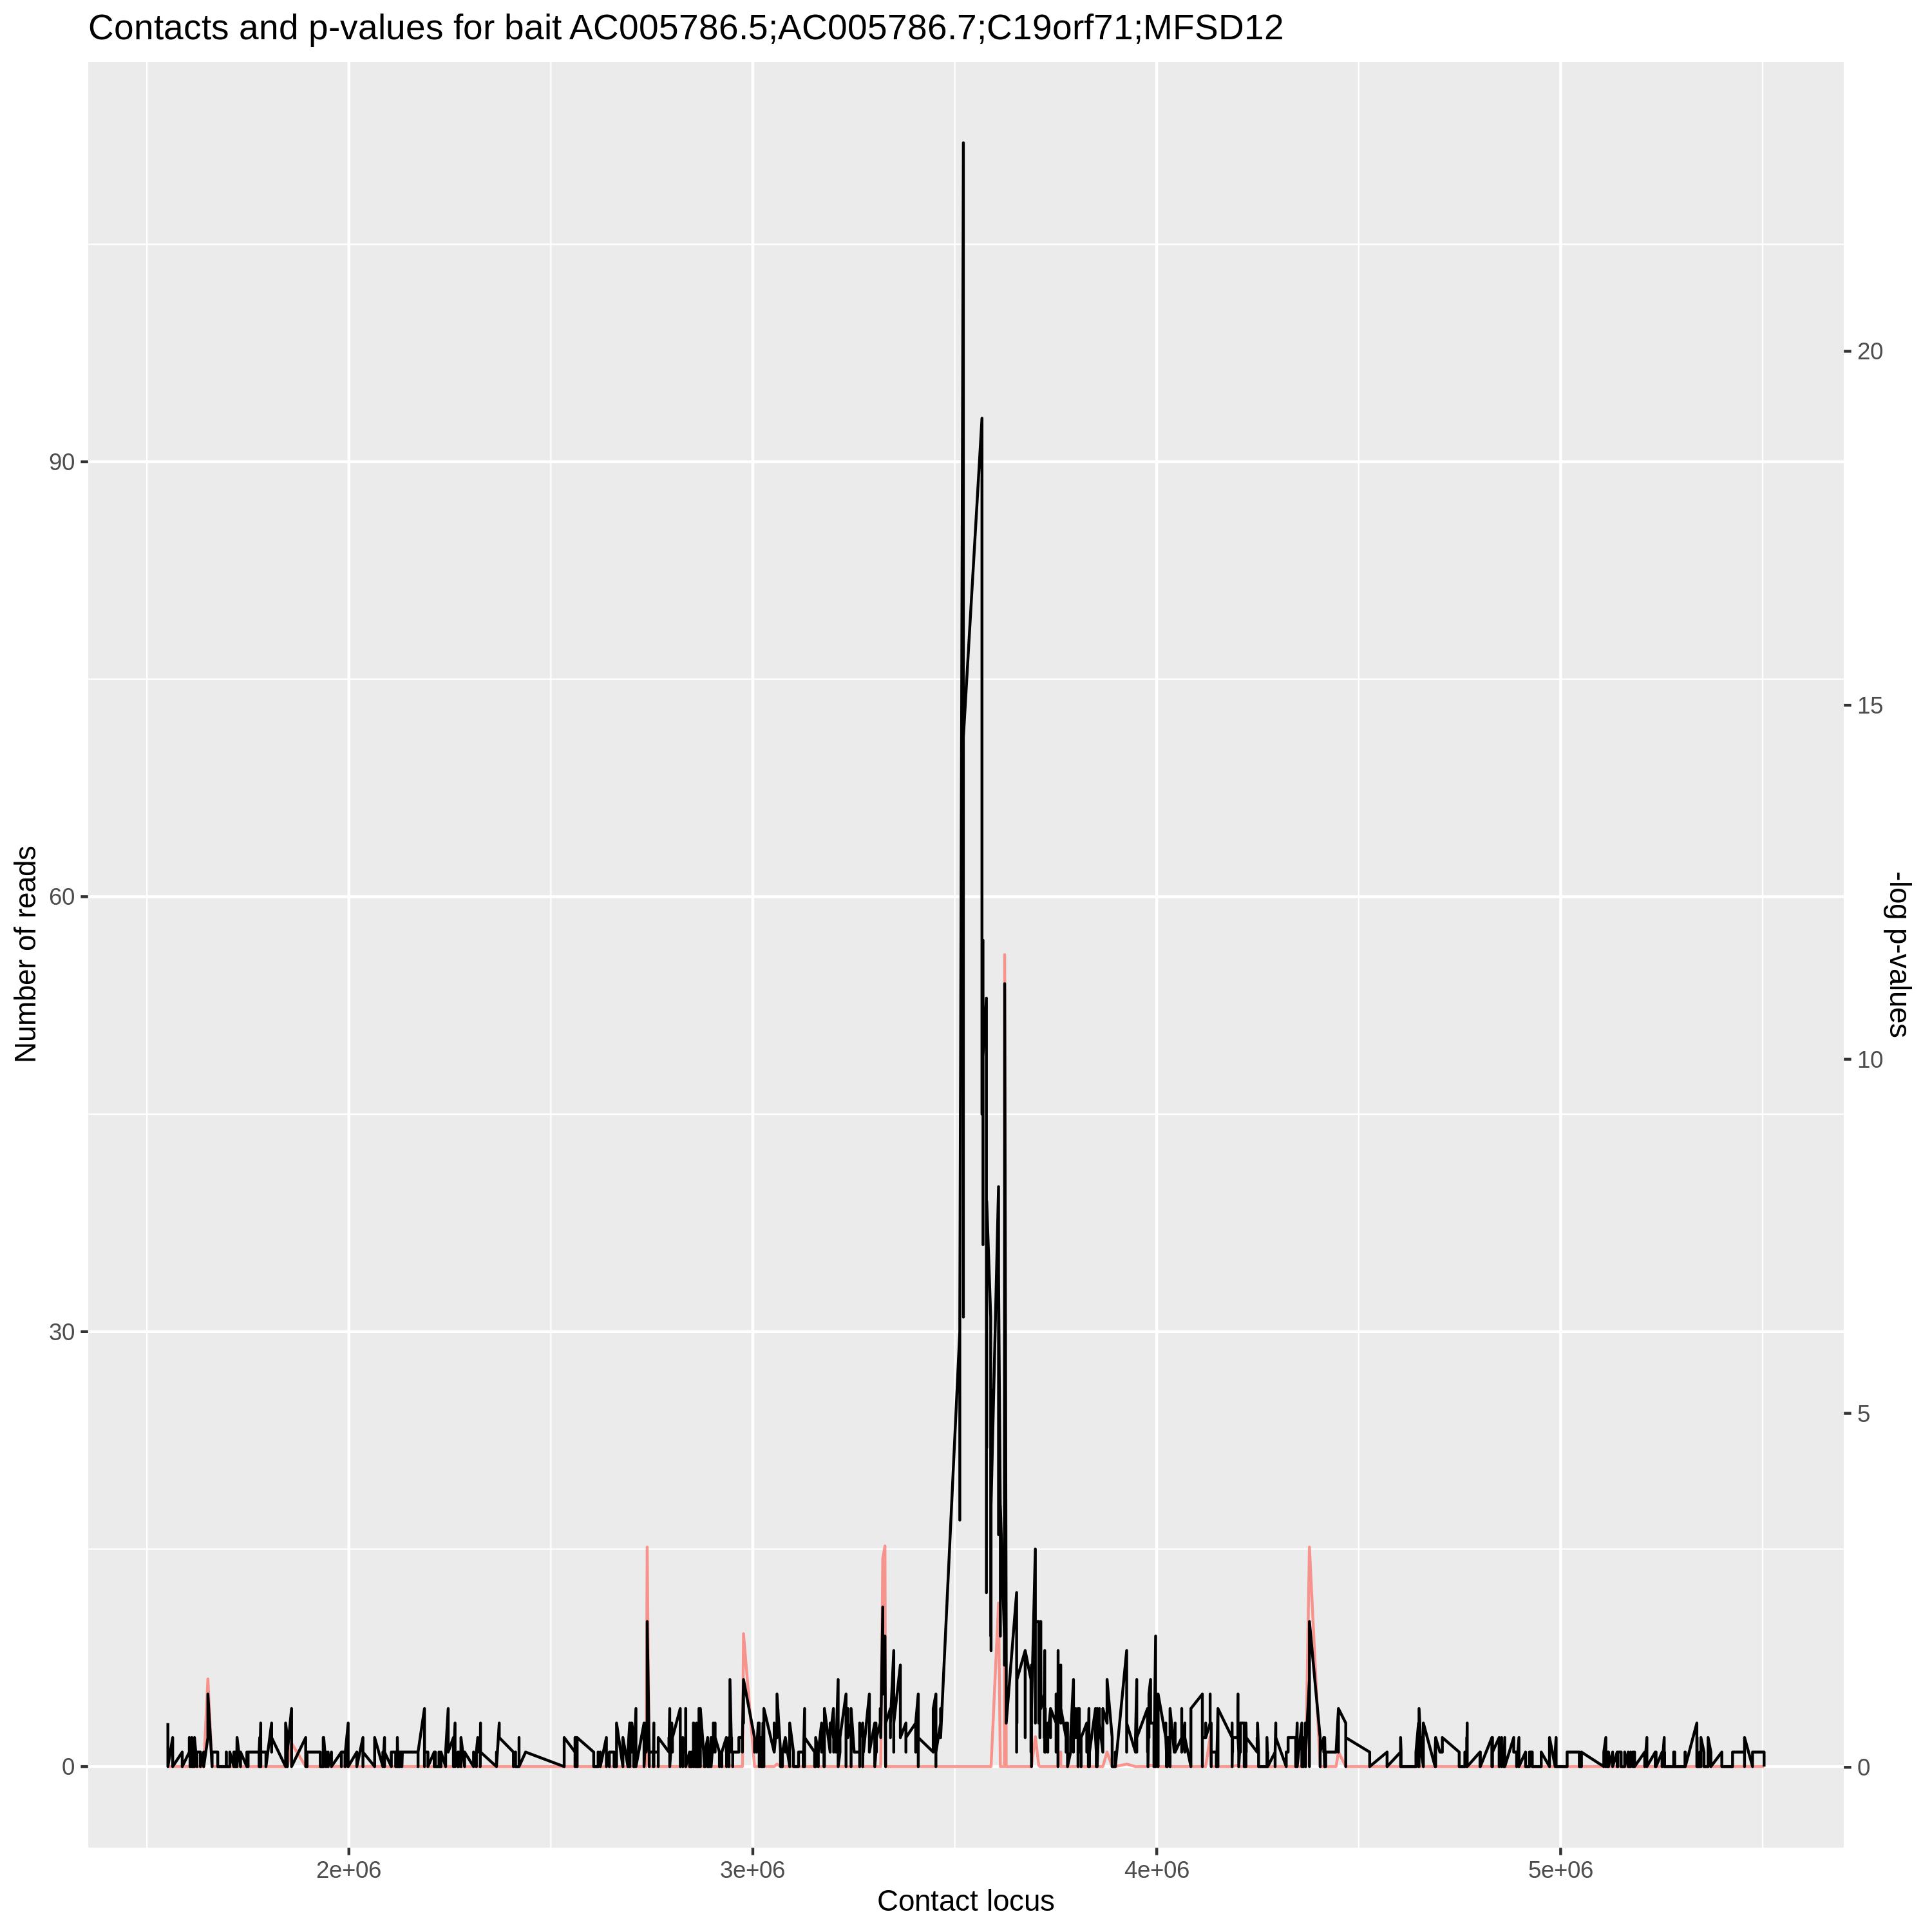 Contacts and p-values for bait AC005786.5;AC005786.7;C19orf71;MFSD12
Number of reads
90
60
30
0
20
15
10
5
0
-log p-values
2e+06
3e+06
4e+06
5e+06
Contact locus